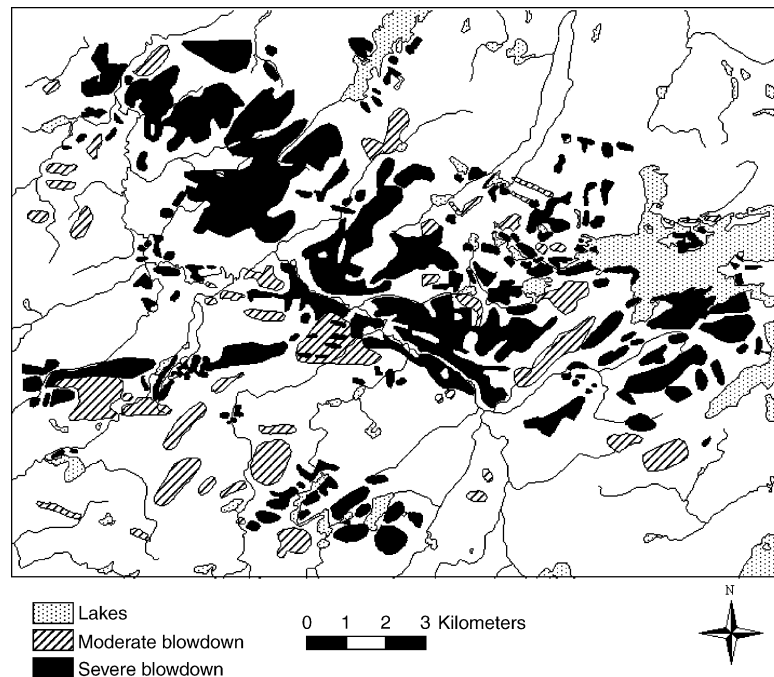 N
Lakes
0 1 2 3 Kilometers
Moderate blowdown
Severe blowdown